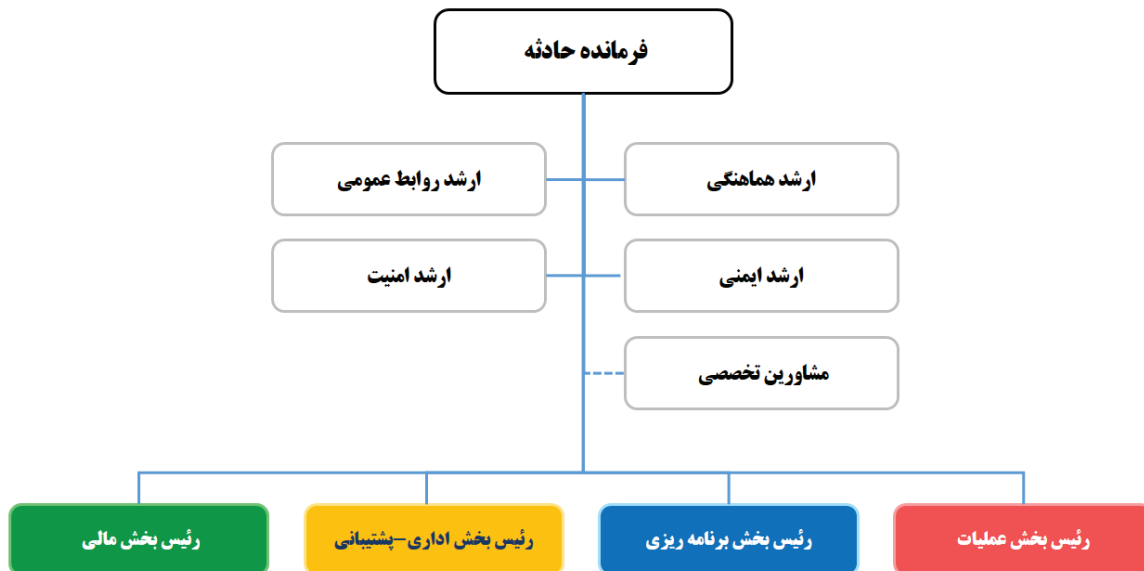 فرمانده حادثه
ارشد هماهنگی
ارشد روابط عمومی
ارشد ایمنی
ارشد امنیت
مشاورین تخصصی
رئیس بخش عملیات
رئیس بخش برنامه ریزی
رئیس بخش اداری-پشتیبانی
رئیس بخش مالی